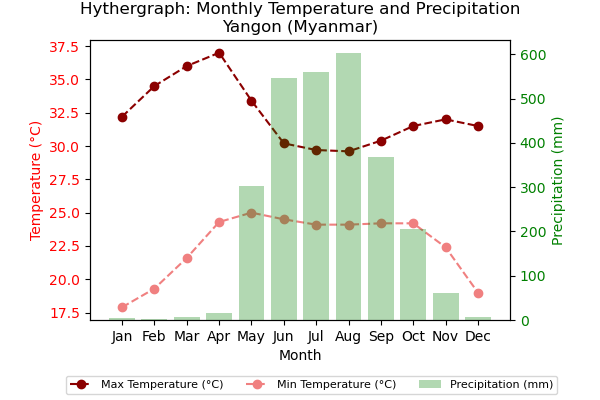 Hythergraph: Monthly Temperature and Precipitation
Yangon (Myanmar)
37.5
35.0
32.5
30.0
27.5
25.0
22.5
20.0
17.5
Temperature (°C)
600
500
400
300
200
100
0
Precipitation (mm)
Jan Feb Mar Apr May Jun Jul Aug Sep Oct Nov Dec
Month
Max Temperature (°C) Min Temperature (°C) Precipitation (mm)